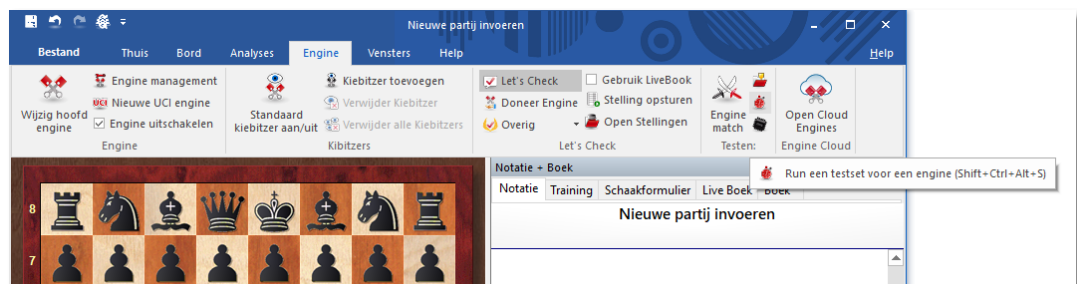 Nieuwe partij invoeren
Bestand Thuis Bord Analyses Engine Vensters Help Help
Wijzig hoofd engine
Engine management
UCI Nieuwe UCI engine
Engine uitschakelen
Engine
Standaard kiebitzer aan/uit
Kiebitzer toevoegen
Verwijder Kiebitzer
Verwijder alle Kiebitzers
Kibitzers
Let's Check
Doneer Engine
Overig
Gebruik LiveBook
Stelling opsturen
Open Stellingen
Let's Check
Engine match
Testen:
Open Cloud Engines
Engine Cloud
Notatie + Boek
Run een testset voor een engine (Shift+Ctrl+Alt+S)
Notatie Training Schaakformulier Live Boek Boek
Nieuwe partij invoeren
8
7